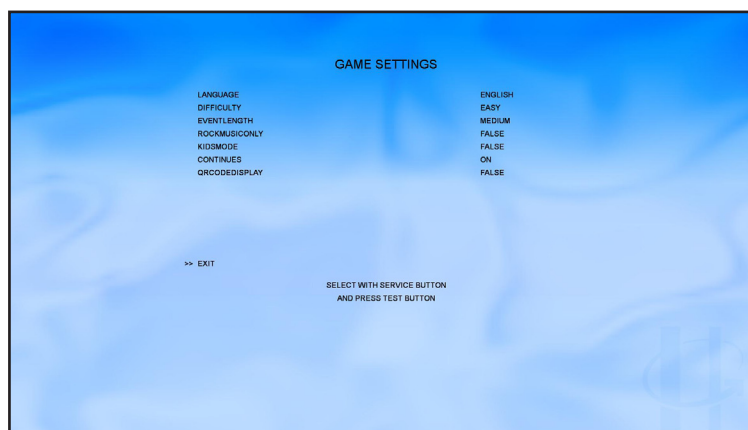 GAME SETTINGS
LANGUAGE ENGLISH
DIFFICULTY EASY
EVENTLENGTH MEDIUM
ROCKMUSICONLY FALSE
KIDSMODE FALSE
CONTINUES ON
QRCODEDISPLAY FALSE
>> EXIT
SELECT WITH SERVICE BUTTON
AND PRESS TEST BUTTON